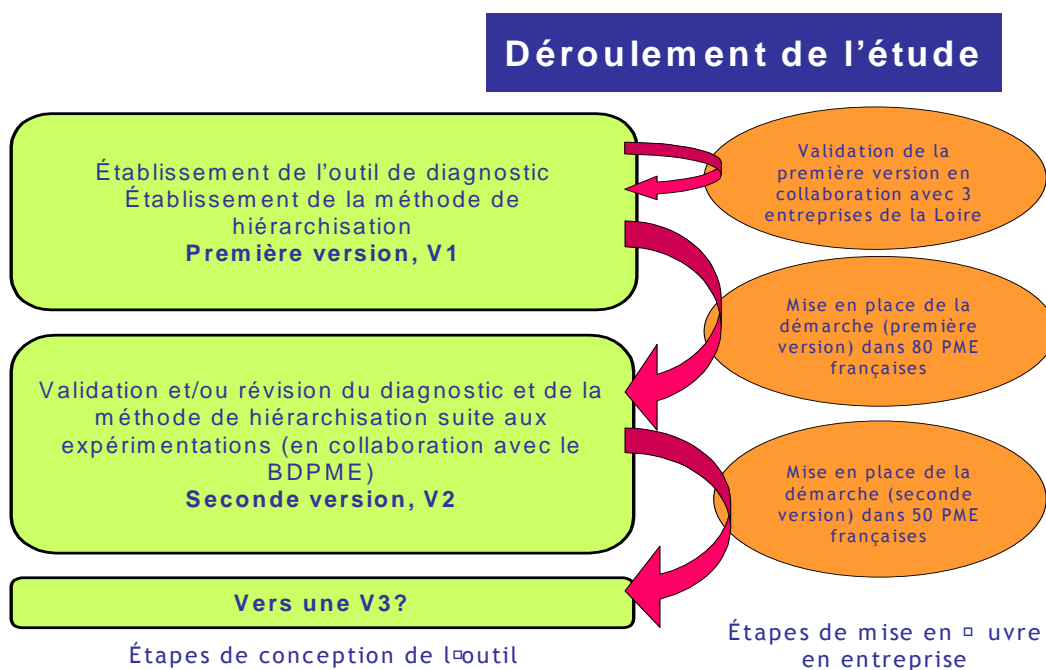 Déroulement de l’étude
Établissement de l’outil de diagnostic
Établissement de la méthode de
hiérarchisation
Première version, V1
Validation de la
première version en
collaboration avec 3
entreprises de la Loire
Mise en place de la
démarche (première
version) dans 80 PME
françaises
Validation et/ou révision du diagnostic et de la
méthode de hiérarchisation suite aux
expérimentations (en collaboration avec le
BDPME)
Seconde version, V2
Mise en place de la
démarche (seconde
version) dans 50 PME
françaises
Vers une V3?
Étapes de conception de l▫outil
Étapes de mise en ▫ uvre
en entreprise